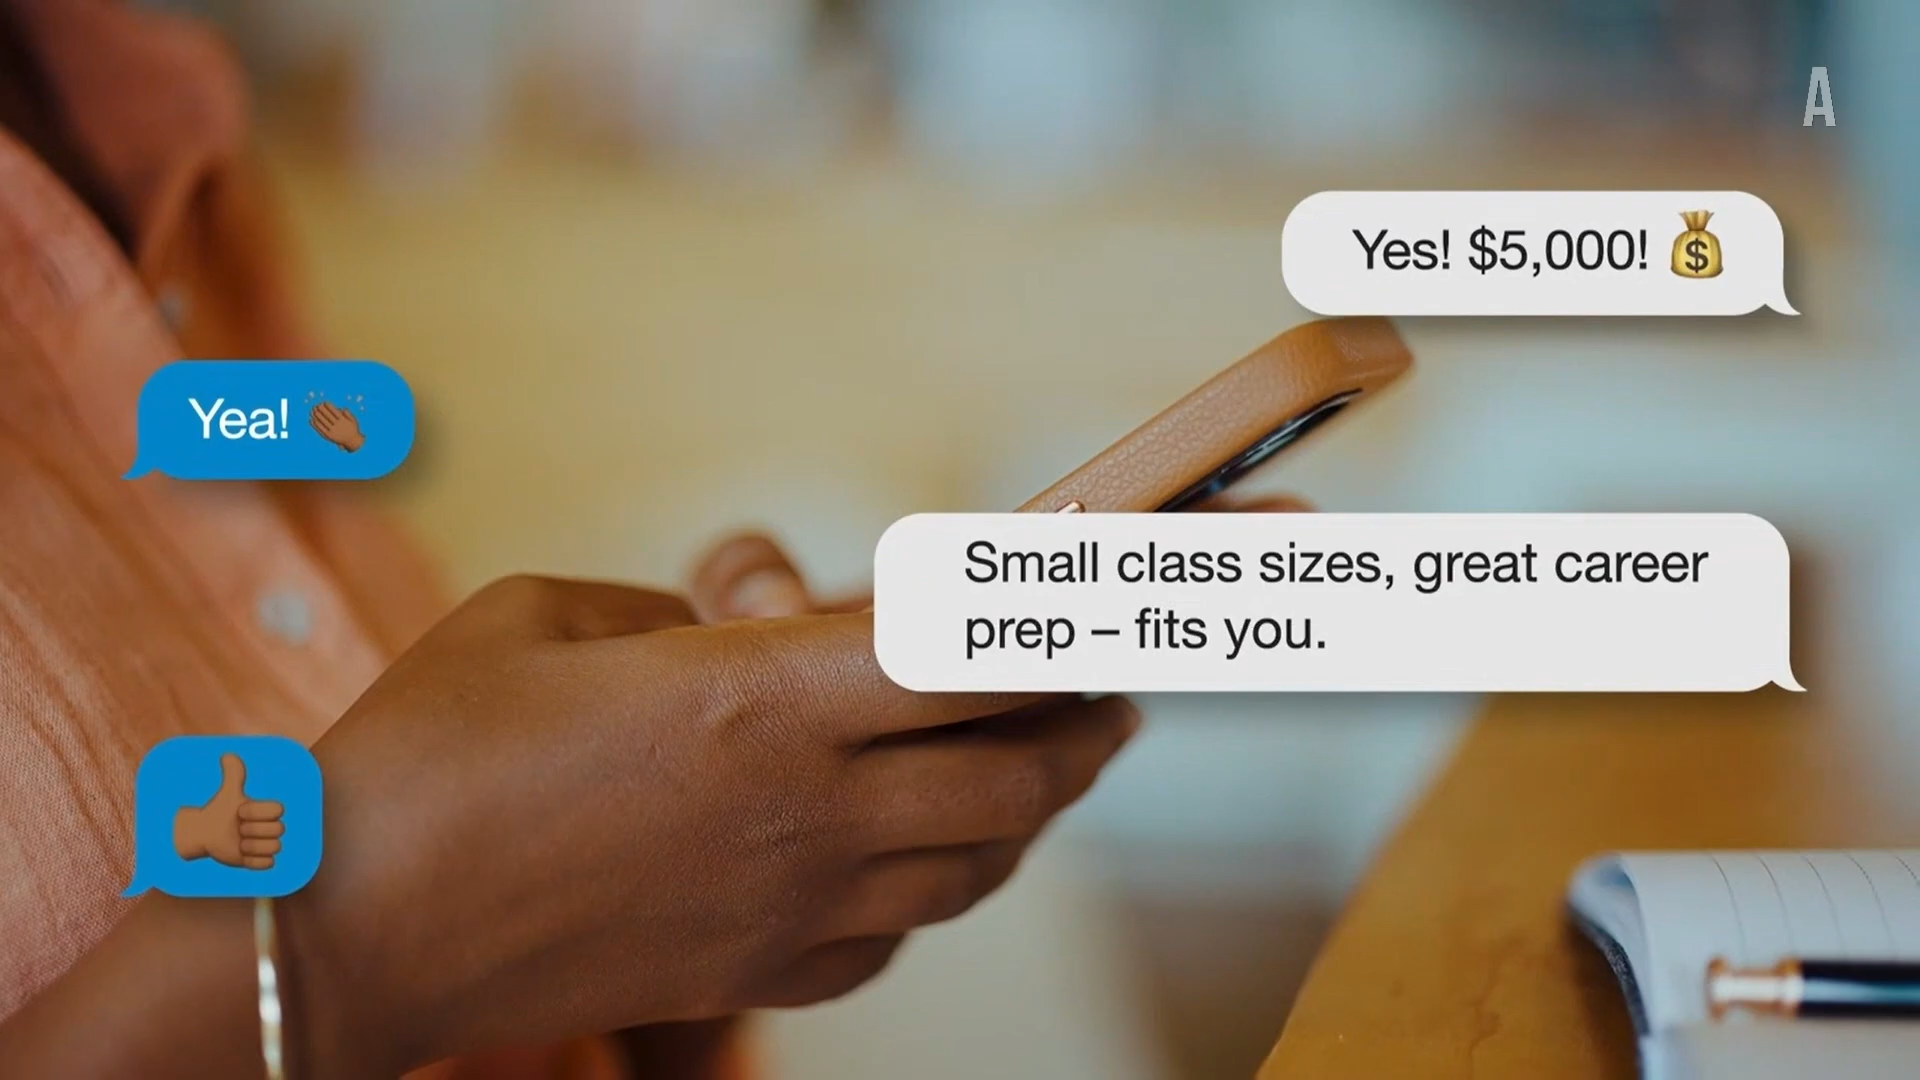 A
Yes! $5,000! 💰
Yea! 👏🏾
Small class sizes, great career
prep – fits you.
👍🏾